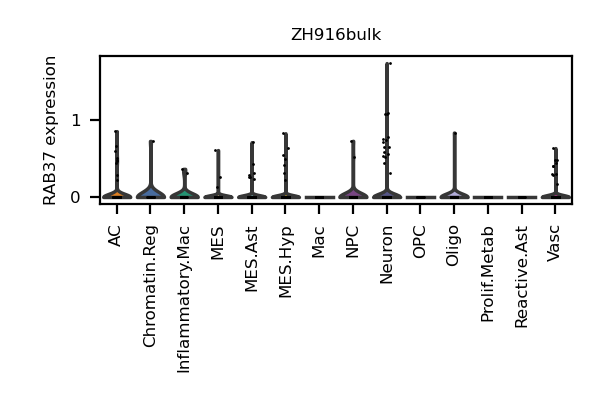 ZH916bulk
RAB37 expression
1
0
AC
Chromatin.Reg
Inflammatory.Mac
MES
MES.Ast
MES.Hyp
Mac
NPC
Neuron
OPC
Oligo
Prolif.Metab
Reactive.Ast
Vasc